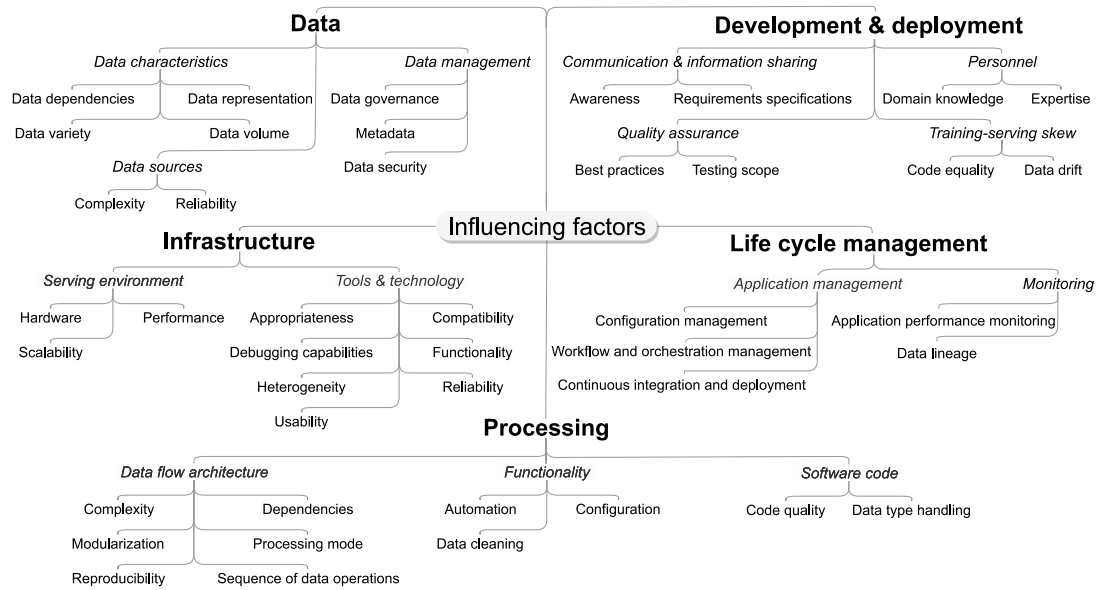 Data
Data characteristics
Data management
Data dependencies
Data representation
Data governance
Data variety
Data volume
Metadata
Data sources
Data security
Complexity
Reliability
Development & deployment
Communication & information sharing
Personnel
Awareness
Requirements specifications
Domain knowledge
Expertise
Quality assurance
Training-serving skew
Best practices
Testing scope
Code equality
Data drift
Influencing factors
Infrastructure
Serving environment
Tools & technology
Hardware
Performance
Appropriateness
Compatibility
Scalability
Debugging capabilities
Functionality
Heterogeneity
Reliability
Usability
Life cycle management
Application management
Monitoring
Configuration management
Application performance monitoring
Workflow and orchestration management
Data lineage
Continuous integration and deployment
Processing
Data flow architecture
Functionality
Software code
Complexity
Dependencies
Automation
Configuration
Code quality
Data type handling
Modularization
Processing mode
Data cleaning
Reproducibility
Sequence of data operations